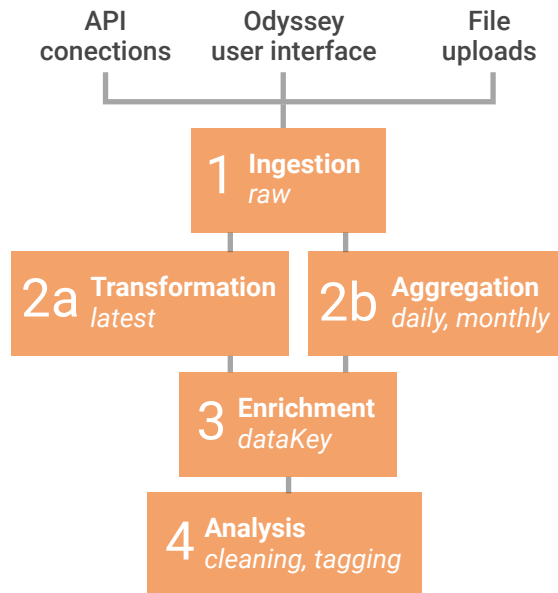 API
conections
Odyssey
user interface
File
uploads
1 Ingestion
raw
2a Transformation
latest
2b Aggregation
daily, monthly
3 Enrichment
dataKey
4 Analysis
cleaning, tagging